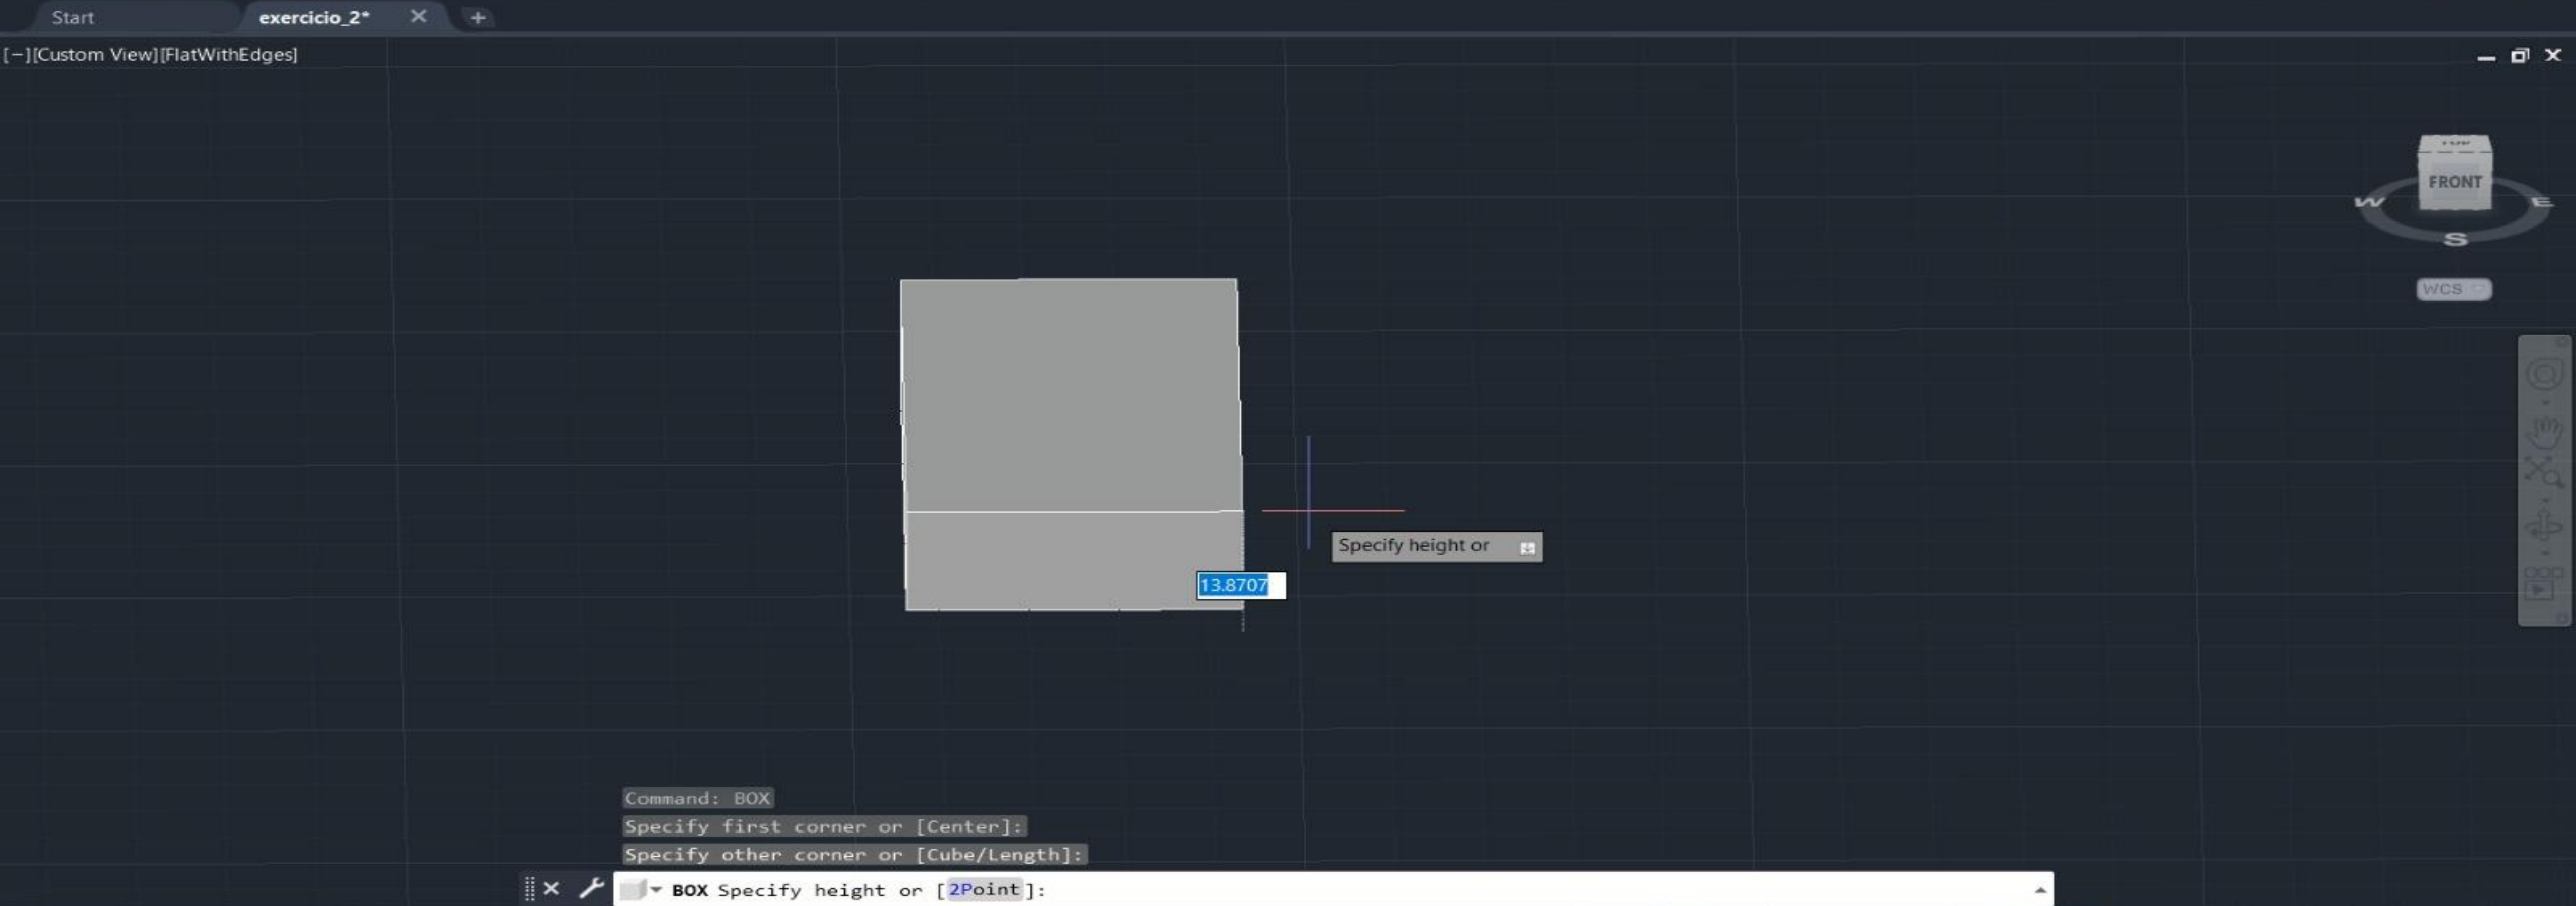 Start
exercicio_2*
[−][Custom View][FlatWithEdges]
TOP
FRONT
W
E
S
WCS
Specify height or
13.8707
Command: BOX
Specify first corner or [Center]:
Specify other corner or [Cube/Length]:
BOX Specify height or [2Point]: